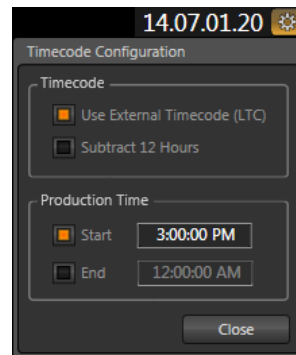 14.07.01.20
Timecode Configuration
Timecode
Use External Timecode (LTC)
Subtract 12 Hours
Production Time
Start 3:00:00 PM
End 12:00:00 AM
Close